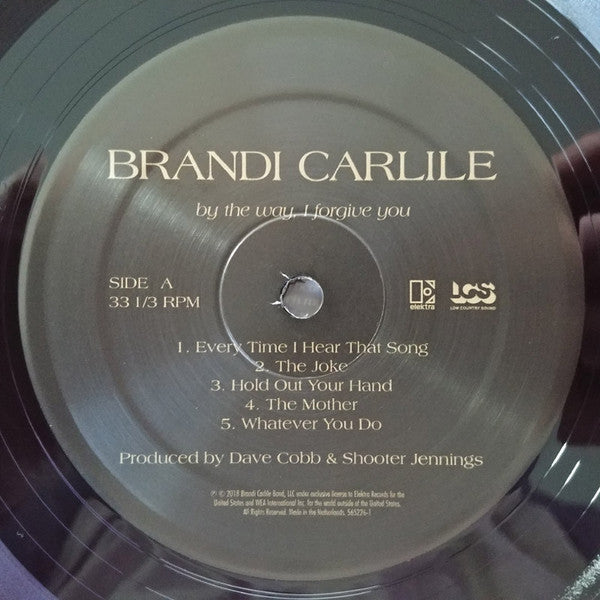 BRANDI CARLILE
by the way, I forgive you
SIDE A
33 1/3 RPM
elektra
LCS
LOW COUNTRY SOUND
1. Every Time I Hear That Song
2. The Joke
3. Hold Out Your Hand
4. The Mother
5. Whatever You Do
Produced by Dave Cobb & Shooter Jennings
℗ © 2018 Brandi Carlile Band, LLC under exclusive license to Elektra Records for the
United States and WEA International Inc. for the world outside of the United States.
All Rights Reserved. Made in the Netherlands. 565226-1